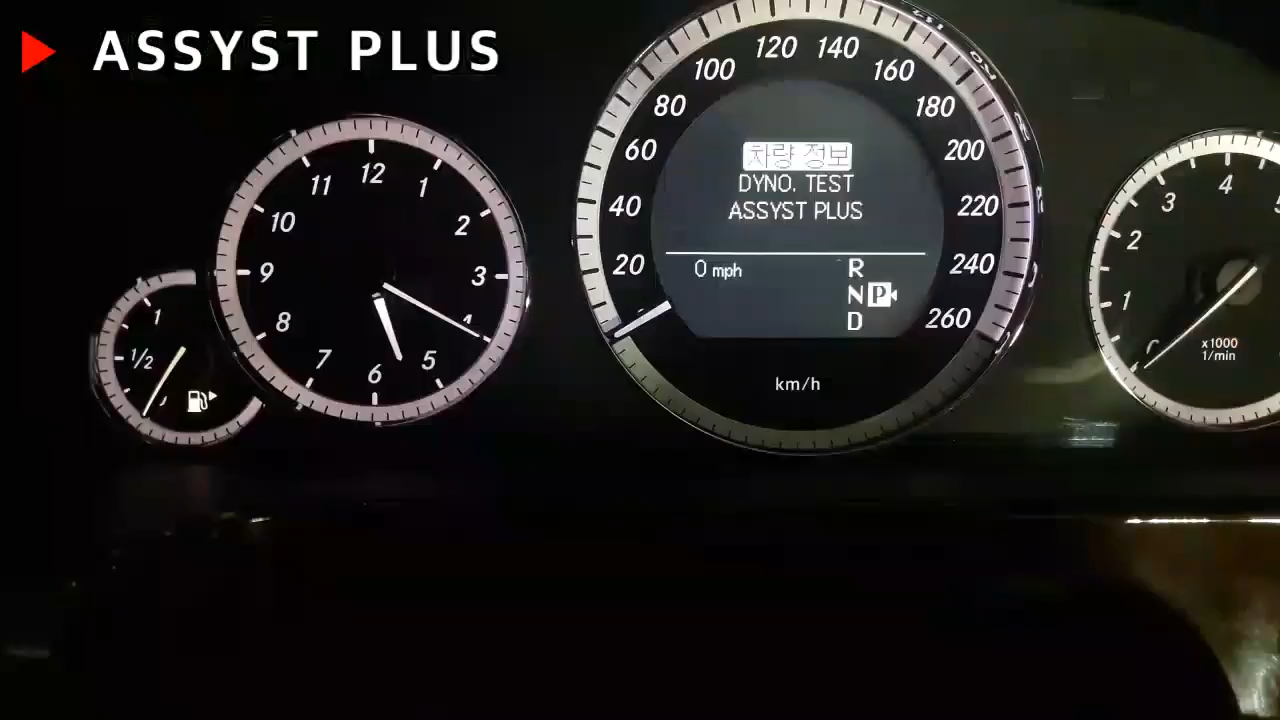 ASSYST PLUS
차량 정보
DYNO. TEST
ASSYST PLUS
0 mph
R
N P
D
20
40
60
80
100
120
140
160
180
200
220
240
260
km/h
12
1
2
3
4
5
6
7
8
9
10
11
1
1/2
1
2
3
4
x1000
1/min